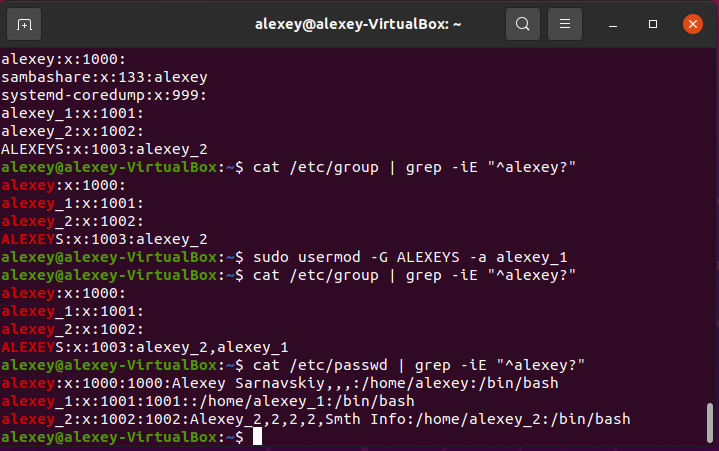 alexey@alexey-VirtualBox: ~
alexey:x:1000:
sambashare:x:133:alexey
systemd-coredump:x:999:
alexey_1:x:1001:
alexey_2:x:1002:
ALEXEYS:x:1003:alexey_2
alexey@alexey-VirtualBox:~$ cat /etc/group | grep -iE "^alexey?"
alexey:x:1000:
alexey_1:x:1001:
alexey_2:x:1002:
ALEXEYS:x:1003:alexey_2
alexey@alexey-VirtualBox:~$ sudo usermod -G ALEXEYS -a alexey_1
alexey@alexey-VirtualBox:~$ cat /etc/group | grep -iE "^alexey?"
alexey:x:1000:
alexey_1:x:1001:
alexey_2:x:1002:
ALEXEYS:x:1003:alexey_2,alexey_1
alexey@alexey-VirtualBox:~$ cat /etc/passwd | grep -iE "^alexey?"
alexey:x:1000:1000:Alexey Sarnavskiy,,,:/home/alexey:/bin/bash
alexey_1:x:1001:1001::/home/alexey_1:/bin/bash
alexey_2:x:1002:1002:Alexey_2,2,2,2,Smth Info:/home/alexey_2:/bin/bash
alexey@alexey-VirtualBox:~$